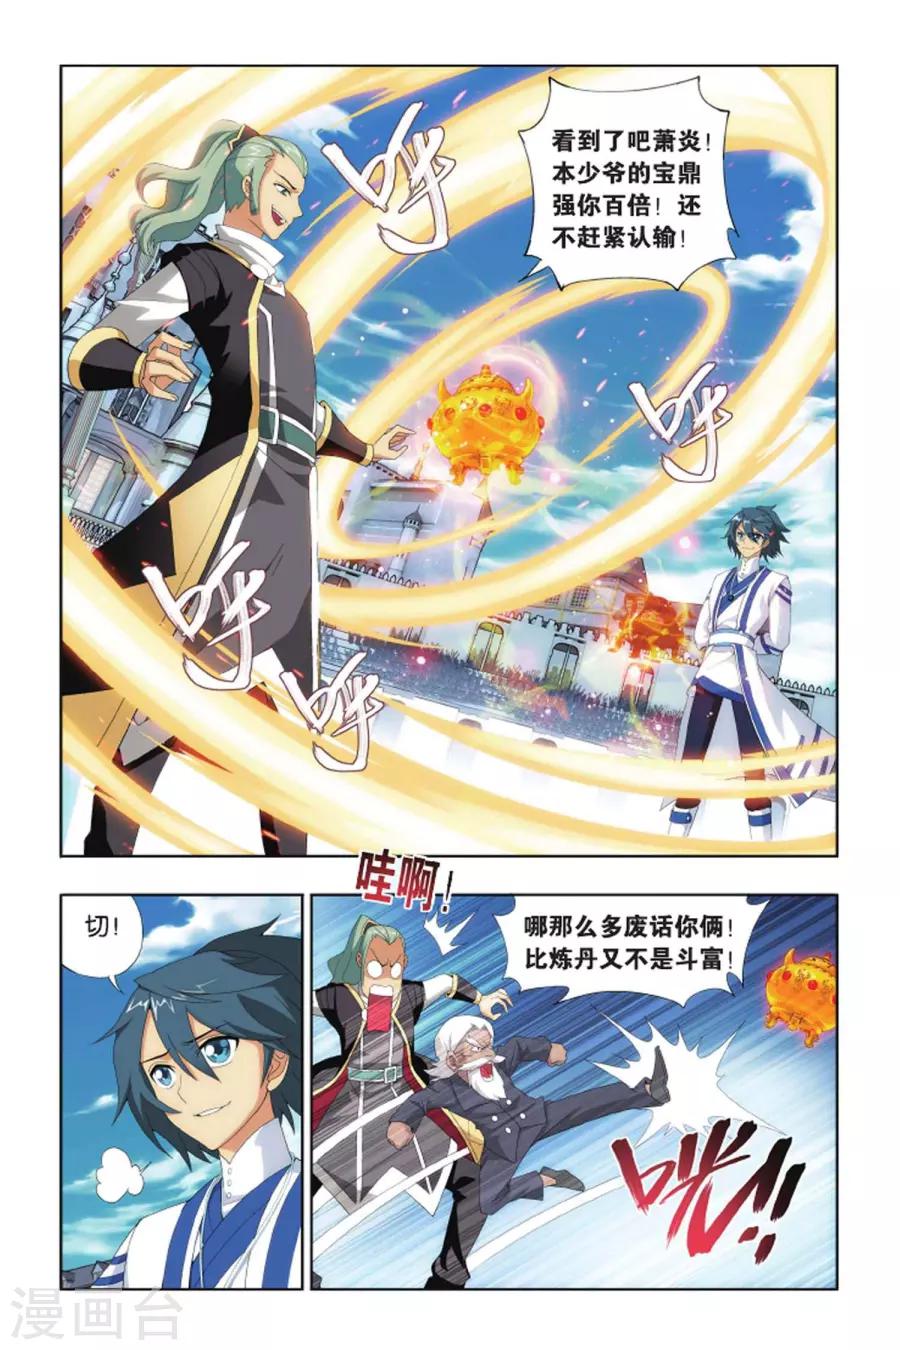 看到了吧萧炎！
本少爷的宝鼎
强你百倍！还
不赶紧认输！
呼
呼
呼
呼
切！
哇啊！
哪那么多废话你俩！
比炼丹又不是斗富！
咣!!
漫画台